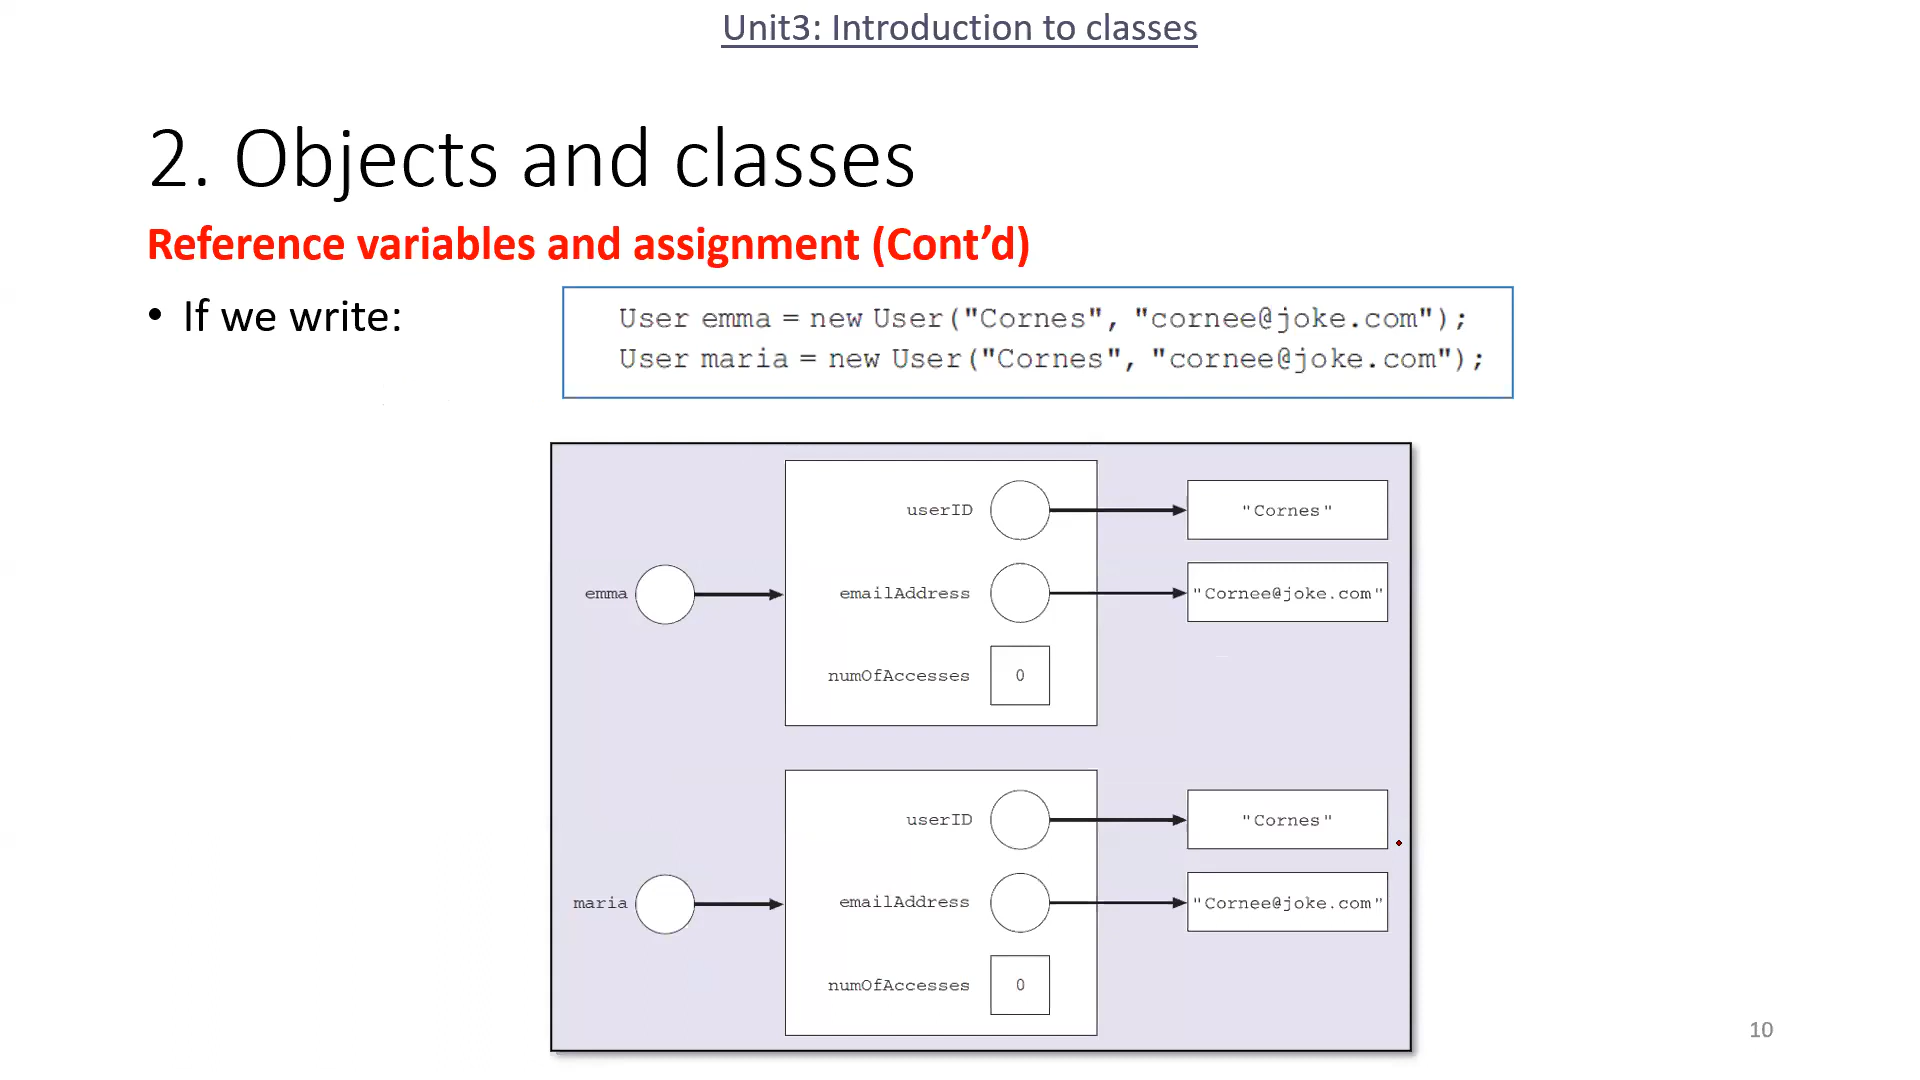 Unit3: Introduction to classes
2. Objects and classes
Reference variables and assignment (Cont’d)
• If we write:
User emma = new User("Cornes", "cornee@joke.com");
User maria = new User("Cornes", "cornee@joke.com");
userID
"Cornes"
emma
emailAddress
"Cornee@joke.com"
numOfAccesses
0
userID
"Cornes"
maria
emailAddress
"Cornee@joke.com"
numOfAccesses
0
10